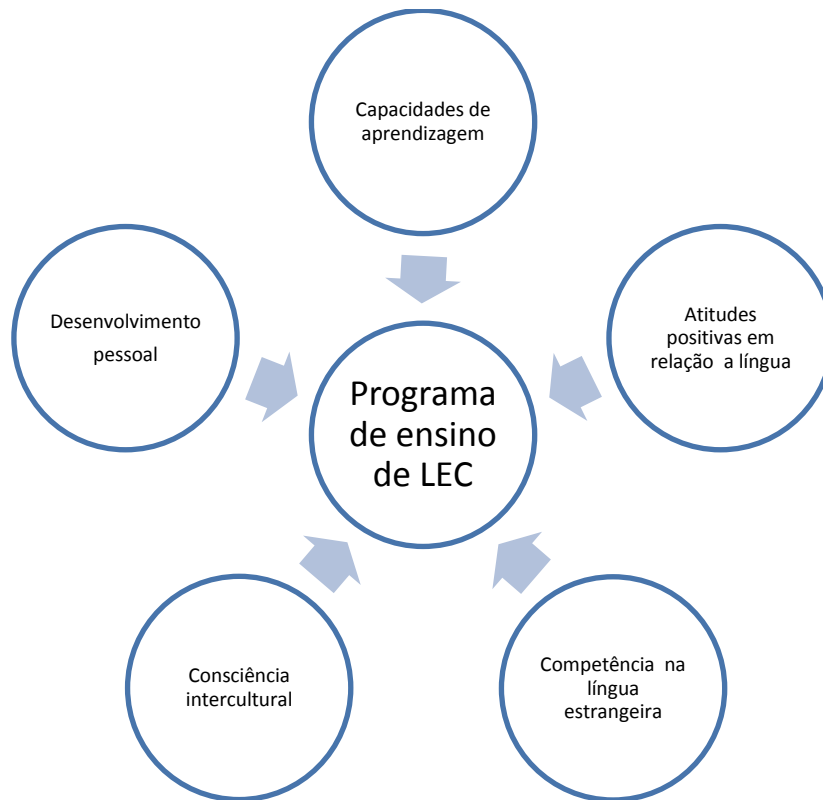 Capacidades de
aprendizagem
Desenvolvimento
pessoal
Atitudes
positivas em
relação a língua
Programa
de ensino
de LEC
Consciência
intercultural
Competência na
língua
estrangeira